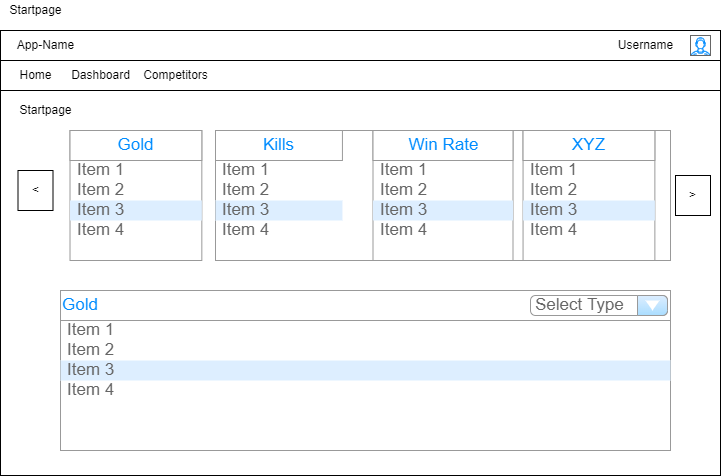 Startpage
App-Name
Username
Home Dashboard Competitors
Startpage
Gold Kills Win Rate XYZ
Item 1 Item 1 Item 1 Item 1
Item 2 Item 2 Item 2 Item 2
< Item 3 Item 3 Item 3 Item 3 >
Item 4 Item 4 Item 4 Item 4
Gold
Select Type
Item 1
Item 2
Item 3
Item 4